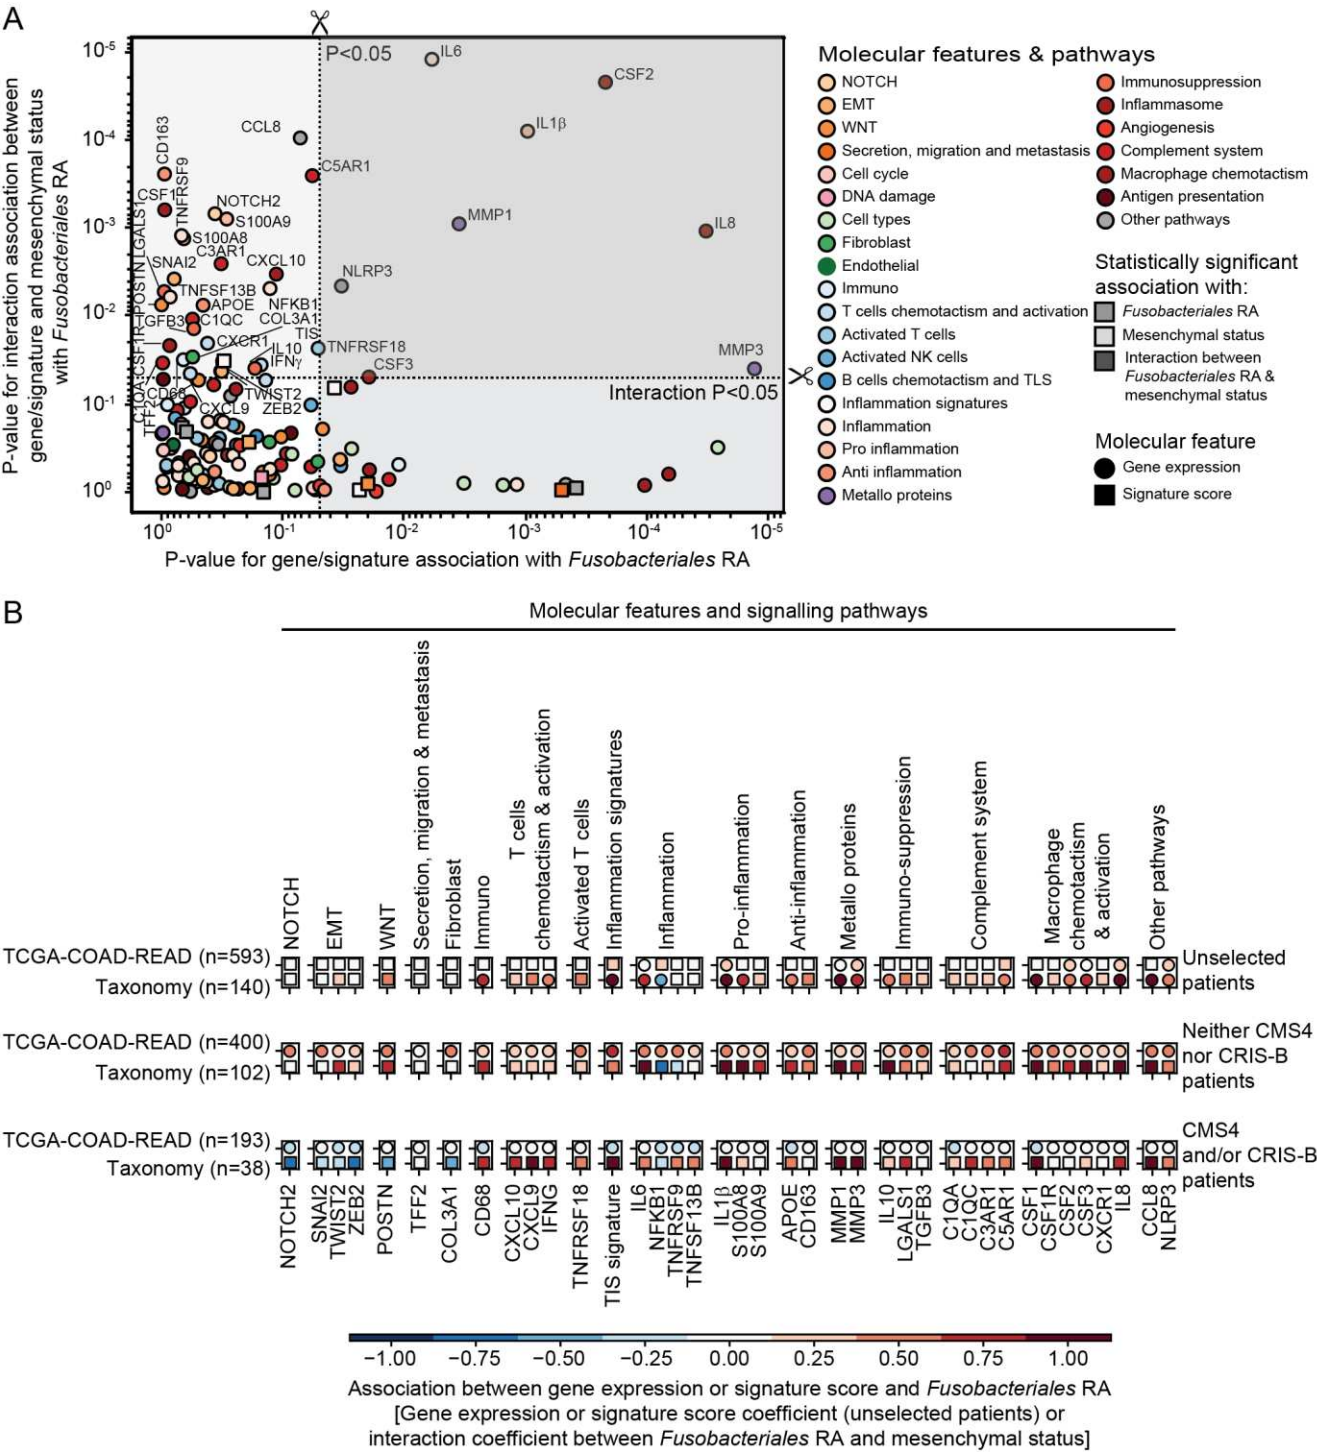 A
P-value for interaction association between
gene/signature and mesenchymal status
with Fusobacteriales RA
10-5
10-4
10-3
10-2
10-1
100
P<0.05
IL6
CSF2
IL1β
CCL8
C5AR1
CD163
TNFRSF9
CSF1
LGALS1
NOTCH2
S100A9
S100A8
C3AR1
MMP1
IL8
SNAI2
CXCL10
NLRP3
POSTN
TNFSF13B
APOE
NFKB1
TGFB3
C1QC
COL3A1
TIS
CSF1R
CXCR1
IL10
IFNγ
TNFRSF18
CSF3
MMP3
Interaction P<0.05
C1QA
CD68
TWIST2
TFF2
CXCL9
ZEB2
100
10-1
10-2
10-3
10-4
10-5
P-value for gene/signature association with Fusobacteriales RA
Molecular features & pathways
NOTCH
EMT
WNT
Secretion, migration and metastasis
Cell cycle
DNA damage
Cell types
Fibroblast
Endothelial
Immuno
T cells chemotactism and activation
Activated T cells
Activated NK cells
B cells chemotactism and TLS
Inflammation signatures
Inflammation
Pro inflammation
Anti inflammation
Metallo proteins
Immunosuppression
Inflammasome
Angiogenesis
Complement system
Macrophage chemotactism
Antigen presentation
Other pathways
Statistically significant
association with:
Fusobacteriales RA
Mesenchymal status
Interaction between
Fusobacteriales RA &
mesenchymal status
Molecular feature
Gene expression
Signature score
B
Molecular features and signalling pathways
NOTCH
EMT
WNT
Secretion, migration & metastasis
Fibroblast
Immuno
T cells
chemotactism & activation
Activated T cells
Inflammation signatures
Inflammation
Pro-inflammation
Anti-inflammation
Metallo proteins
Immuno-suppression
Complement system
Macrophage
chemotactism
& activation
Other pathways
TCGA-COAD-READ (n=593)
Taxonomy (n=140)
Unselected
patients
TCGA-COAD-READ (n=400)
Taxonomy (n=102)
Neither CMS4
nor CRIS-B
patients
TCGA-COAD-READ (n=193)
Taxonomy (n=38)
CMS4
and/or CRIS-B
patients
NOTCH2
SNAI2
TWIST2
ZEB2
POSTN
TFF2
COL3A1
CD68
CXCL10
CXCL9
IFNG
TNFRSF18
TIS signature
IL6
NFKB1
TNFRSF9
TNFSF13B
IL1β
S100A8
S100A9
APOE
CD163
MMP1
MMP3
IL10
LGALS1
TGFB3
C1QA
C1QC
C3AR1
C5AR1
CSF1
CSF1R
CSF2
CSF3
CXCR1
IL8
CCL8
NLRP3
−1.00 −0.75 −0.50 −0.25 0.00 0.25 0.50 0.75 1.00
Association between gene expression or signature score and Fusobacteriales RA
[Gene expression or signature score coefficient (unselected patients) or
interaction coefficient between Fusobacteriales RA and mesenchymal status]